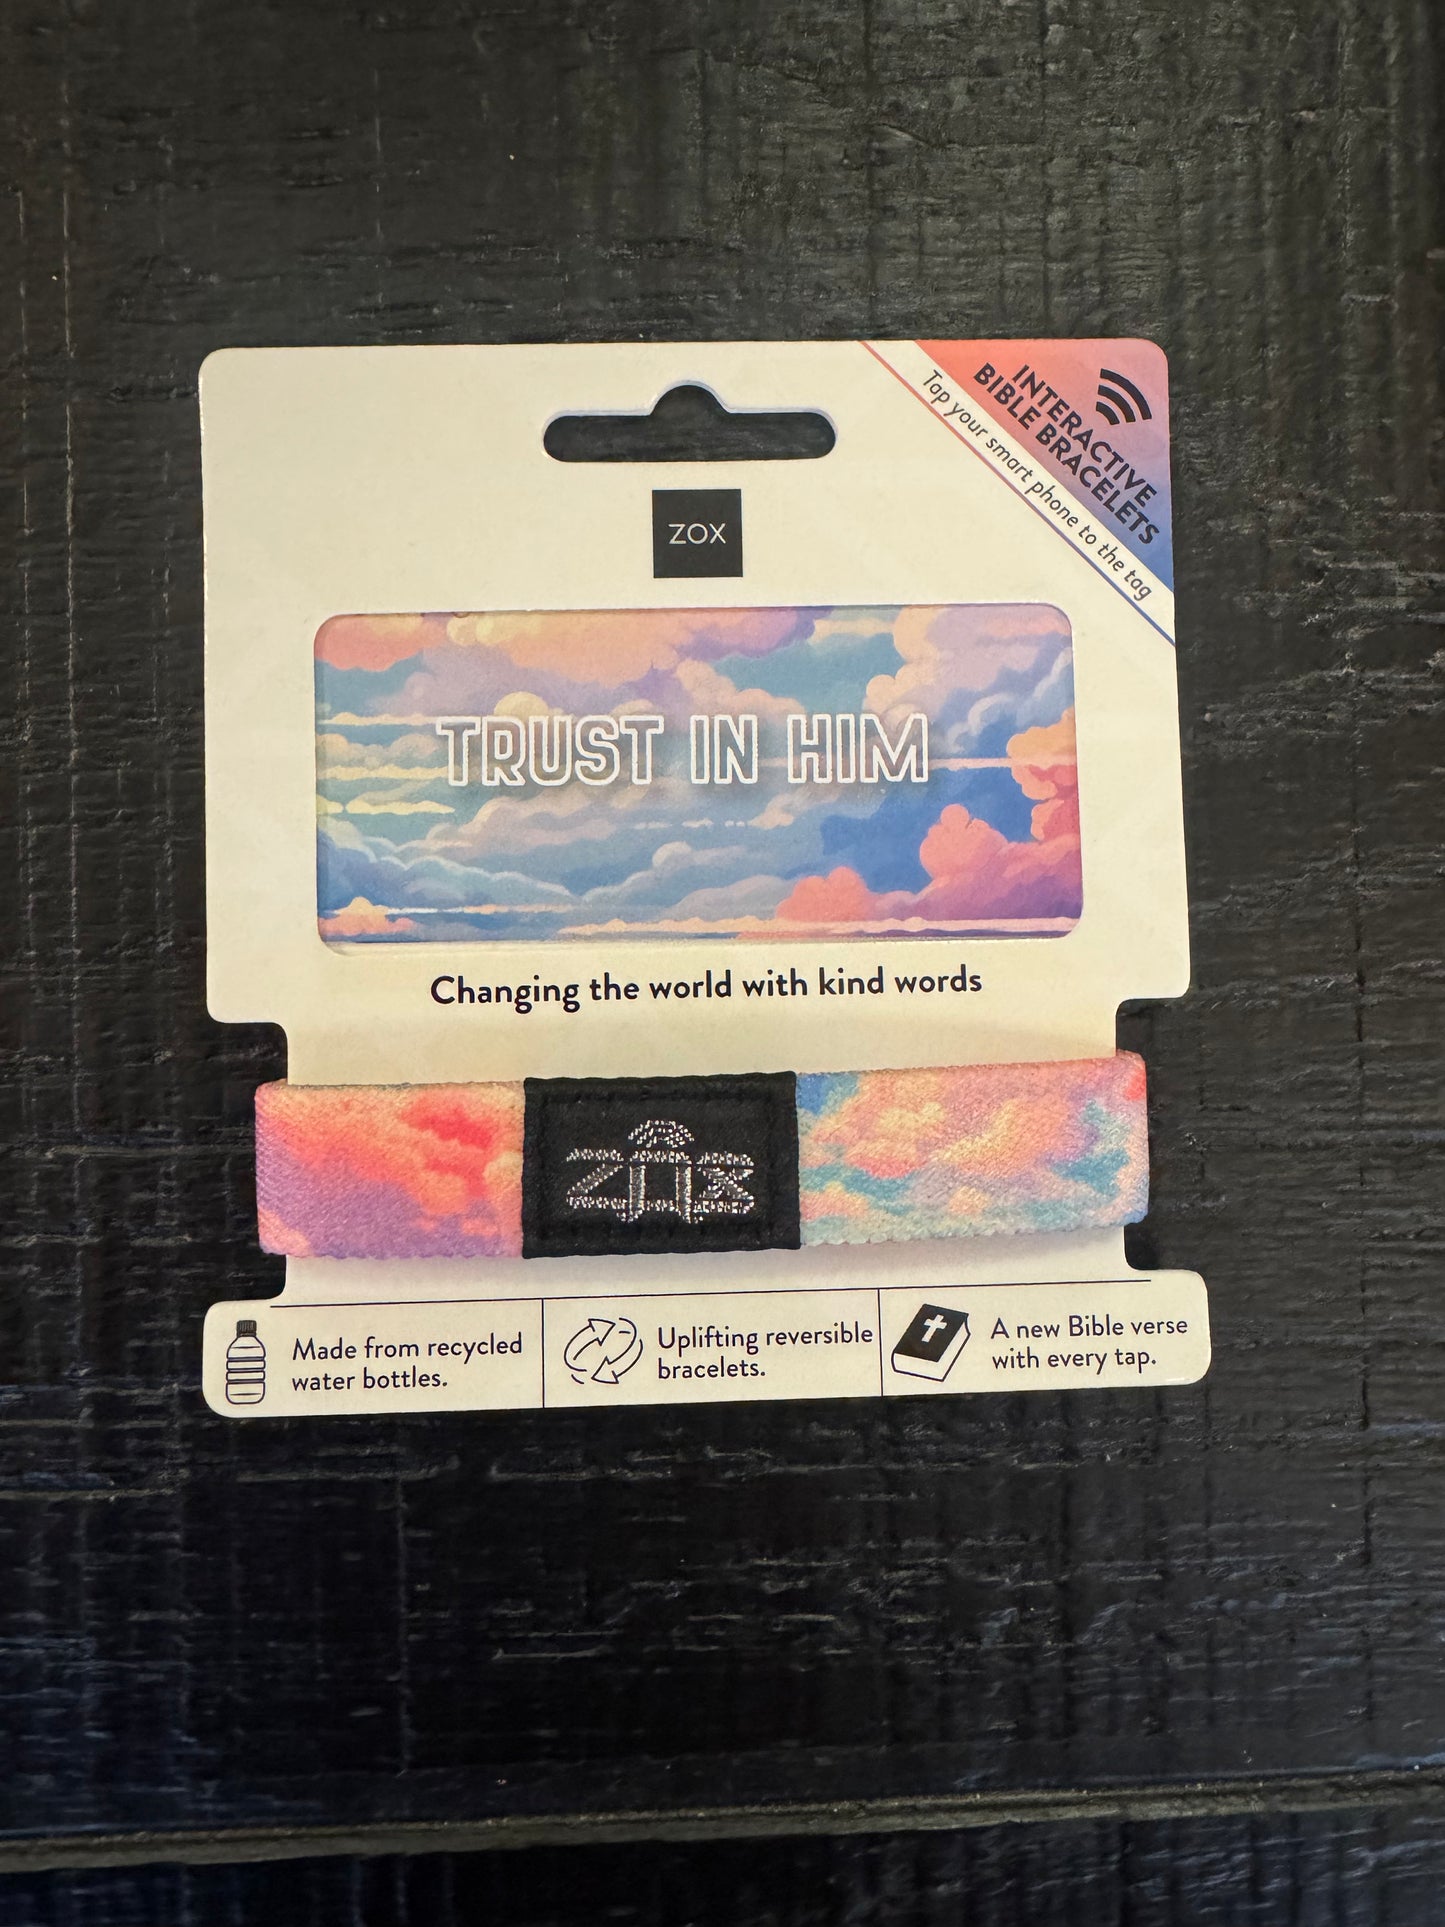 INTERACTIVE
BIBLE BRACELETS
Tap your smart phone to the tag
ZOX
TRUST IN HIM
Changing the world with kind words
ZOX
Made from recycled
water bottles.
Uplifting reversible
bracelets.
A new Bible verse
with every tap.